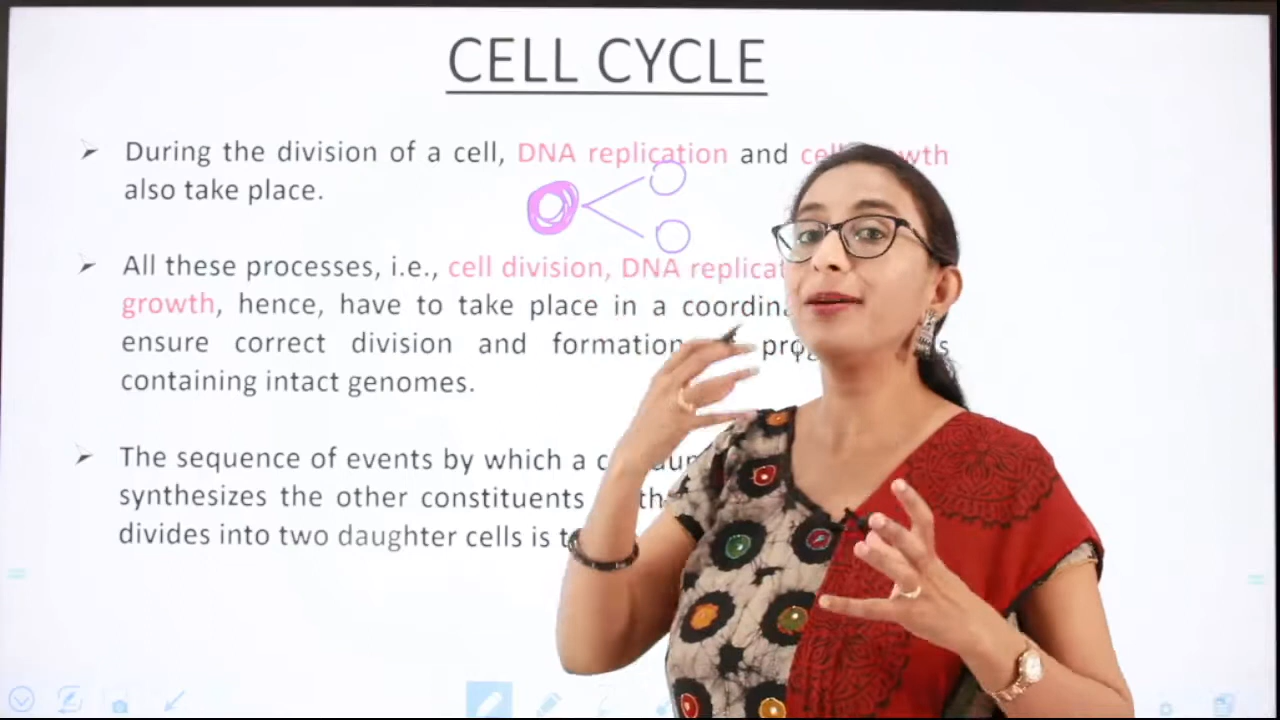 CELL CYCLE
During the division of a cell, DNA replication and
also take place.
All these processes, i.e., cell division, DNA
growth, hence, have to take place in a
ensure correct division and formation
containing intact genomes.
The sequence of events by which a
synthesizes the other constituents
divides into two daughter cells is